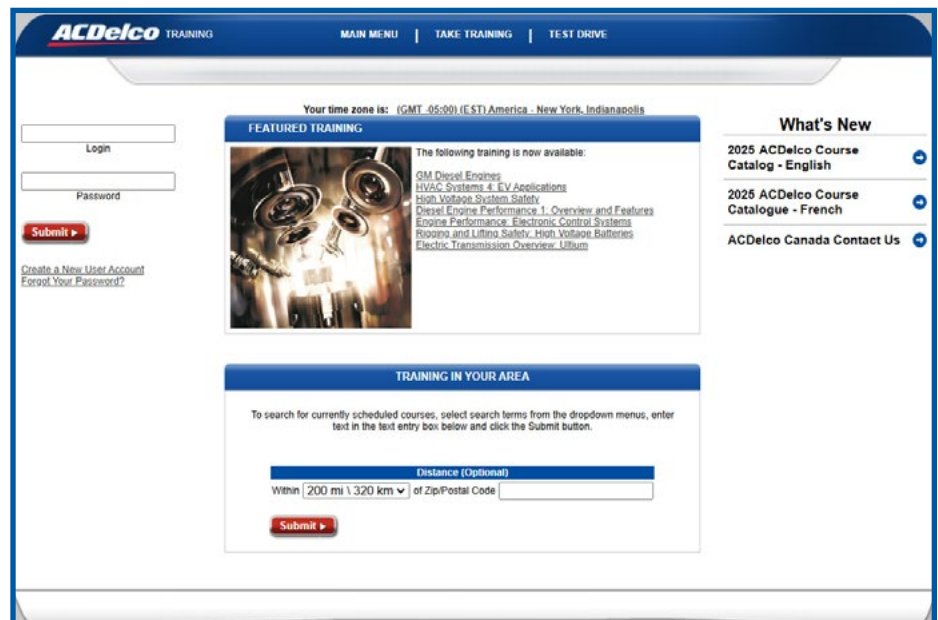 ACDelco TRAINING
MAIN MENU | TAKE TRAINING | TEST DRIVE
Your time zone is: (GMT -05:00) (EST) America - New York, Indianapolis
Login
Password
Submit
Create a New User Account
Forgot Your Password?
FEATURED TRAINING
The following training is now available:
GM Diesel Engines
HVAC Systems 4: EV Applications
High Voltage System Safety
Diesel Engine Performance 1: Overview and Features
Engine Performance: Electronic Control Systems
Rigging and Lifting Safety: High Voltage Batteries
Electric Transmission Overview: Ultium
What's New
2025 ACDelco Course
Catalog - English
2025 ACDelco Course
Catalogue - French
ACDelco Canada Contact Us
TRAINING IN YOUR AREA
To search for currently scheduled courses, select search terms from the dropdown menus, enter
text in the text entry box below and click the Submit button.
Distance (Optional)
Within 200 mi \ 320 km of Zip/Postal Code
Submit